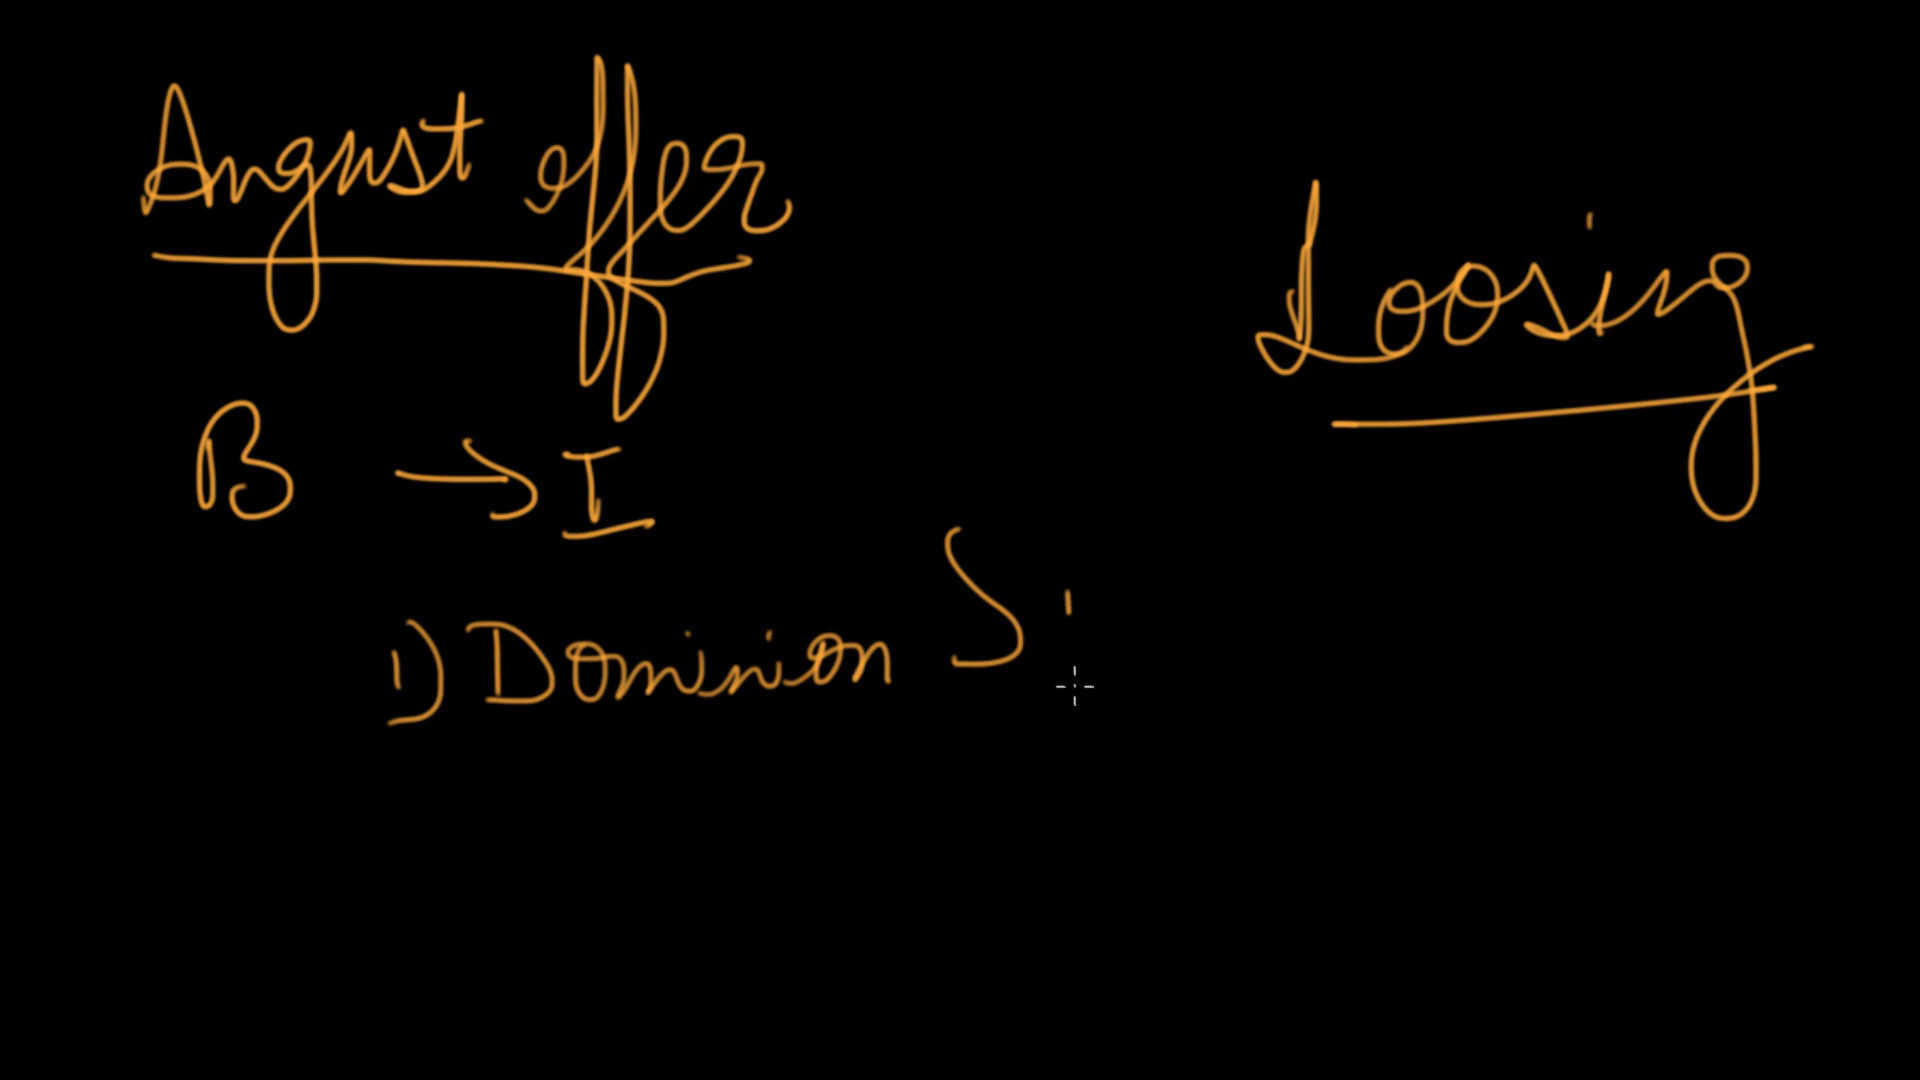 August offer
Loosing
B → I
1) Dominion S